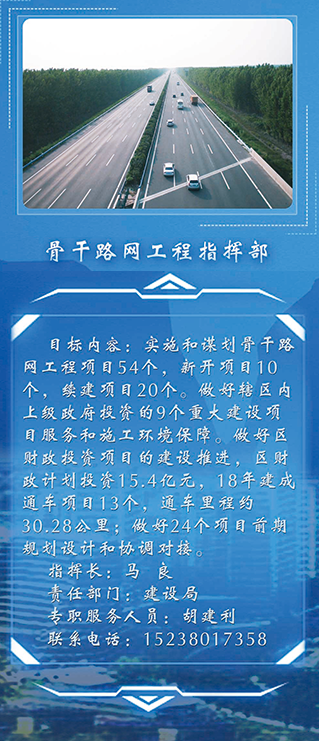 骨干路网工程指挥部
目标内容：实施和谋划骨干路
网工程项目54个，新开项目10
个，续建项目20个。做好辖区内
上级政府投资的9个重大建设项
目服务和施工环境保障。做好区
财政投资项目的建设推进，区财
政计划投资15.4亿元，18年建成
通车项目13个，通车里程约
30.28公里；做好24个项目前期
规划设计和协调对接。
指挥长：马 良
责任部门：建设局
专职服务人员：胡建利
联系电话：15238017358